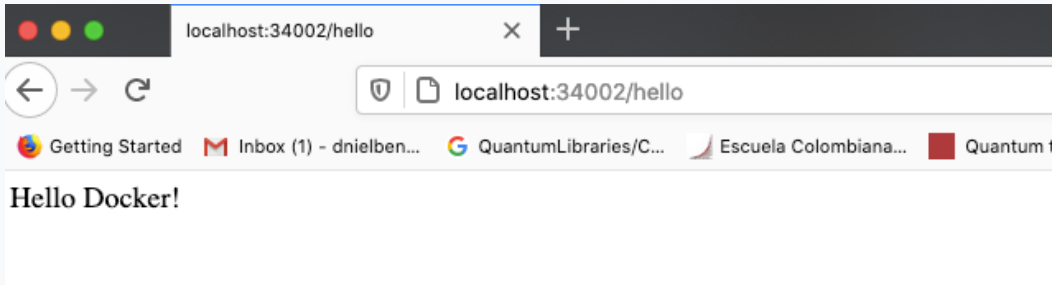 localhost:34002/hello
localhost:34002/hello
Getting Started Inbox (1) - dnielben... QuantumLibraries/C... Escuela Colombiana... Quantum t
Hello Docker!